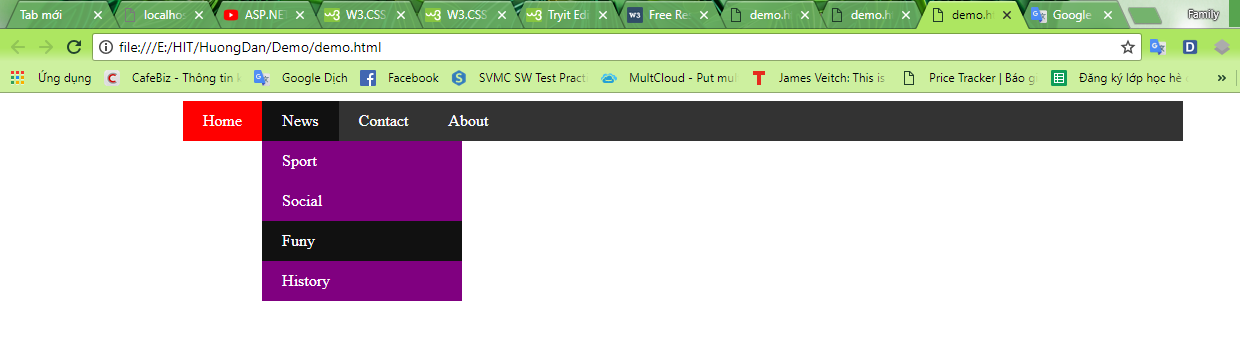 Tab mới localhos ASP.NE W3.CSS W3.CSS Tryit Edi Free Re demo.h demo.h demo.h Google Family
file:///E:/HIT/HuongDan/Demo/demo.html
Ứng dụng CafeBiz - Thông tin k Google Dịch Facebook SVMC SW Test Pract MultCloud - Put mul James Veitch: This is Price Tracker | Báo gi Đăng ký lớp học hè »
Home News Contact About
Sport
Social
Funy
History